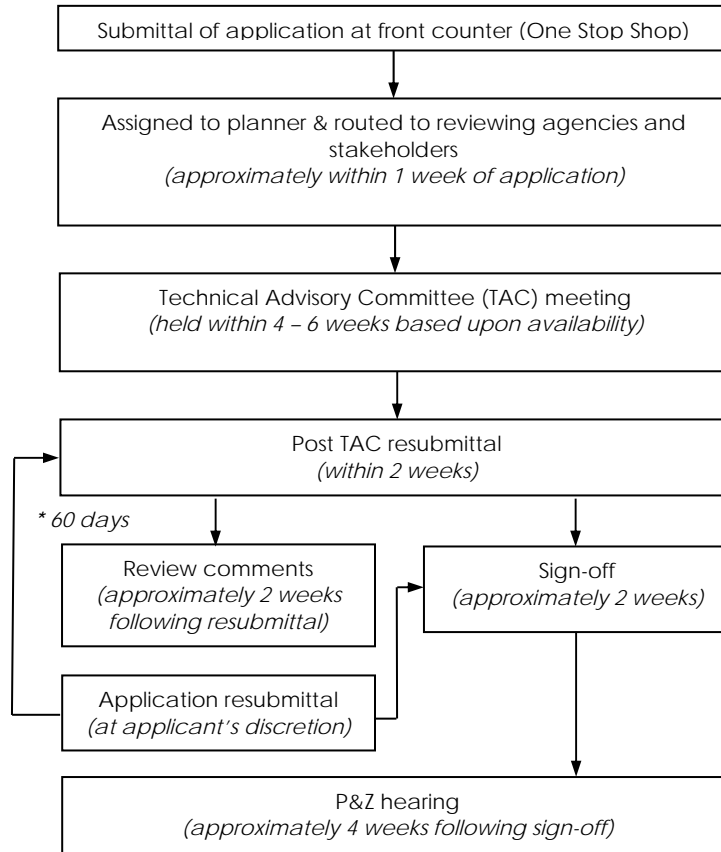 Submittal of application at front counter (One Stop Shop)
Assigned to planner & routed to reviewing agencies and
stakeholders
(approximately within 1 week of application)
Technical Advisory Committee (TAC) meeting
(held within 4 – 6 weeks based upon availability)
Post TAC resubmittal
(within 2 weeks)
* 60 days
Review comments
(approximately 2 weeks
following resubmittal)
Sign-off
(approximately 2 weeks)
Application resubmittal
(at applicant's discretion)
P&Z hearing
(approximately 4 weeks following sign-off)